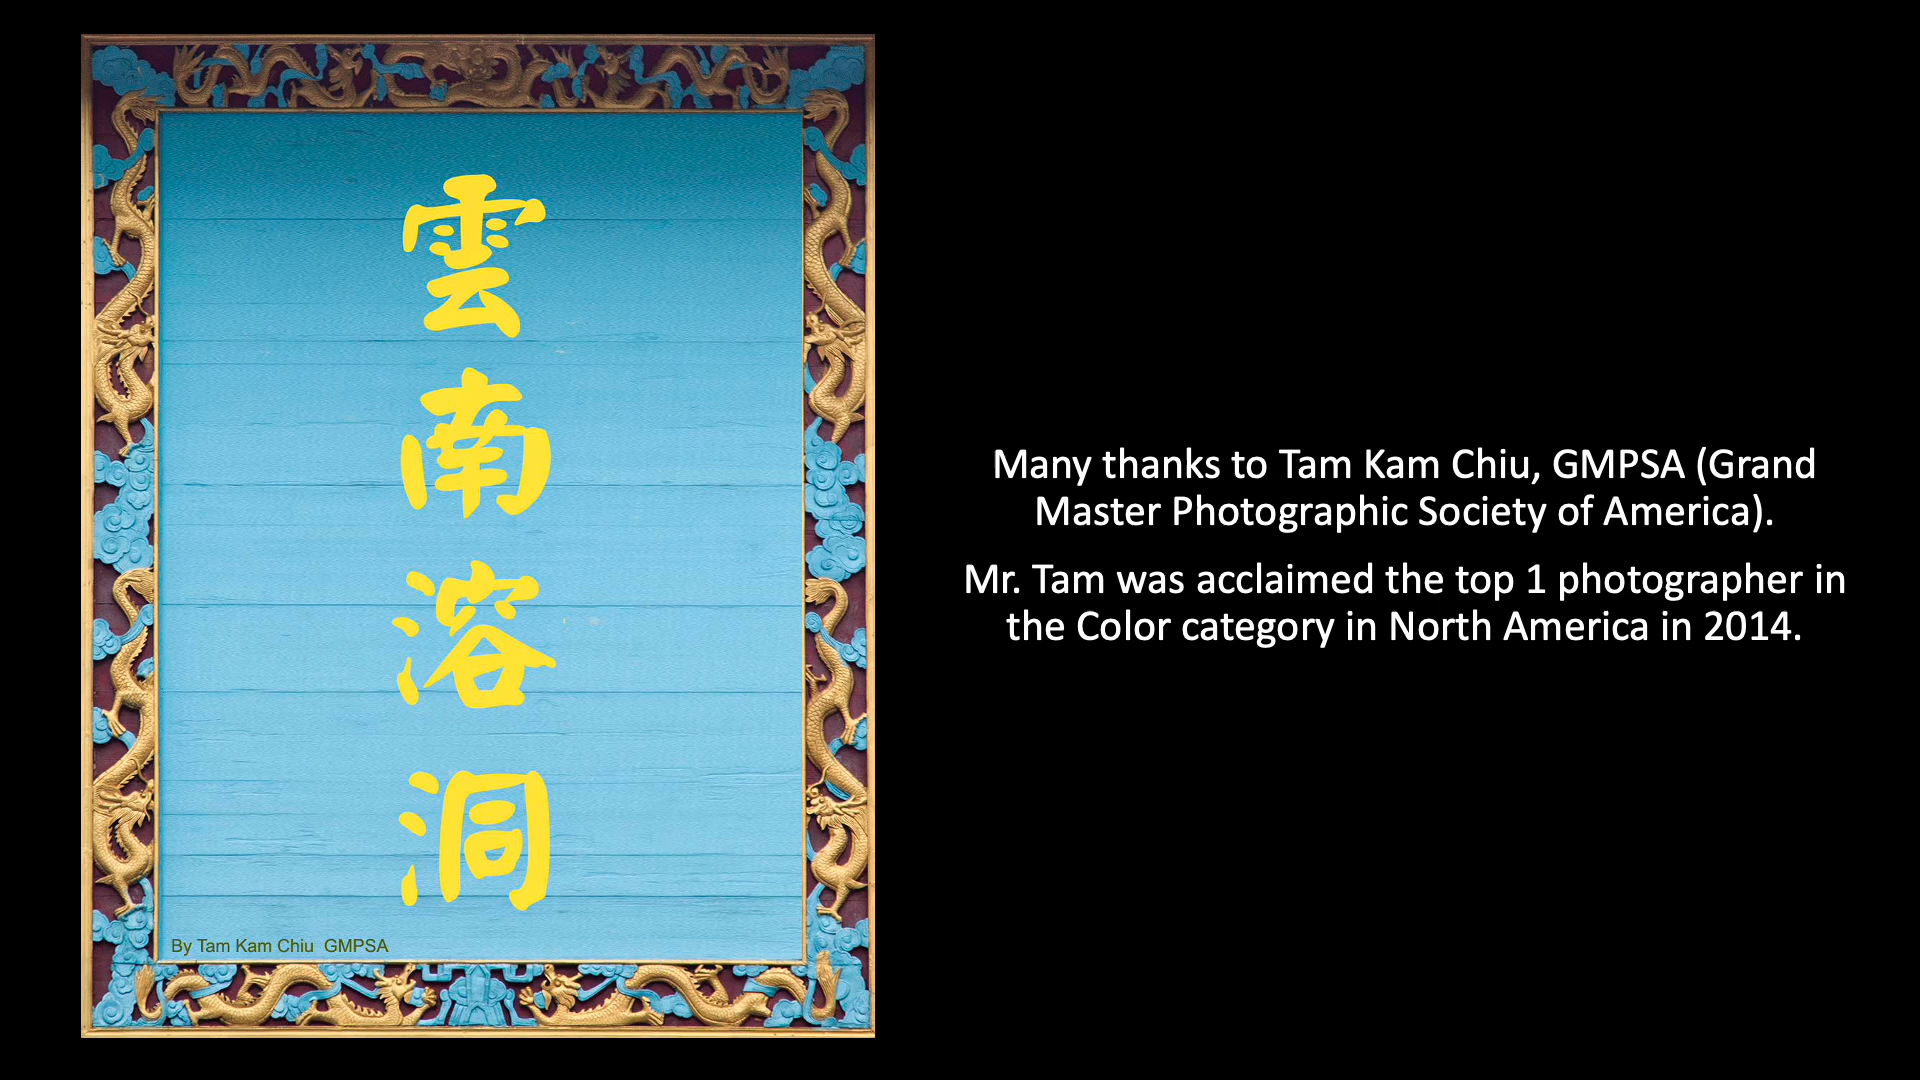 雲南溶洞
By Tam Kam Chiu  GMPSA
Many thanks to Tam Kam Chiu, GMPSA (Grand
Master Photographic Society of America).
Mr. Tam was acclaimed the top 1 photographer in
the Color category in North America in 2014.